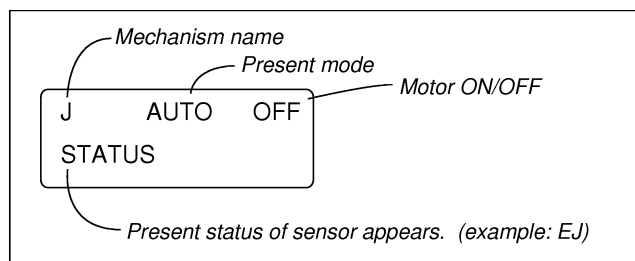 Mechanism name
Present mode
Motor ON/OFF
J AUTO OFF
STATUS
Present status of sensor appears. (example: EJ)